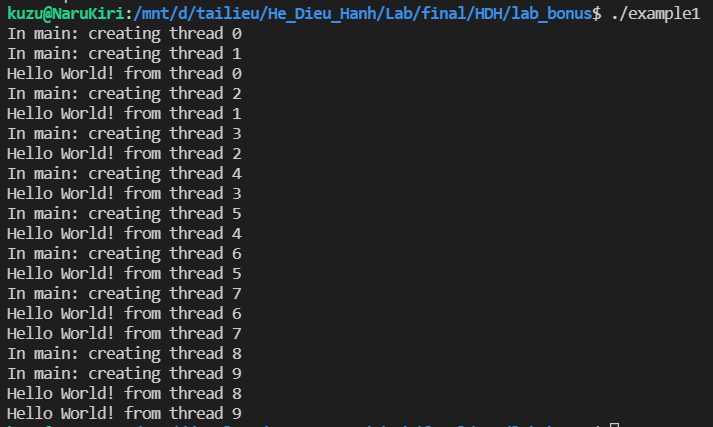 kuzu@NaruKiri:/mnt/d/tailieu/He_Dieu_Hanh/Lab/final/HDH/lab_bonus$ ./example1
In main: creating thread 0
In main: creating thread 1
Hello World! from thread 0
In main: creating thread 2
Hello World! from thread 1
In main: creating thread 3
Hello World! from thread 2
In main: creating thread 4
Hello World! from thread 3
In main: creating thread 5
Hello World! from thread 4
In main: creating thread 6
Hello World! from thread 5
In main: creating thread 7
Hello World! from thread 6
Hello World! from thread 7
In main: creating thread 8
In main: creating thread 9
Hello World! from thread 8
Hello World! from thread 9